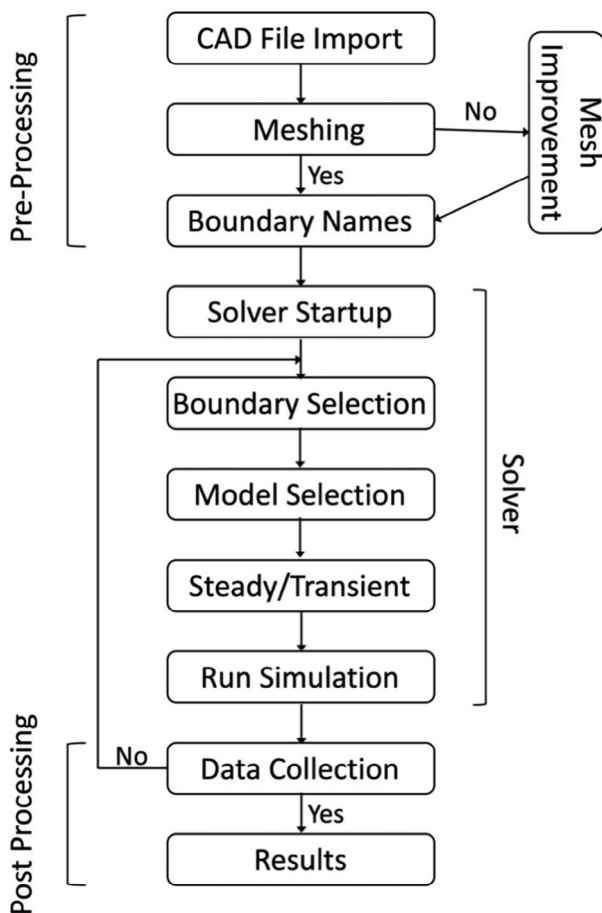 CAD File Import
Pre-Processing
Meshing
No
Mesh
Improvement
Yes
Boundary Names
Solver Startup
Boundary Selection
Solver
Model Selection
Steady/Transient
Run Simulation
Post Processing
No
Data Collection
Yes
Results